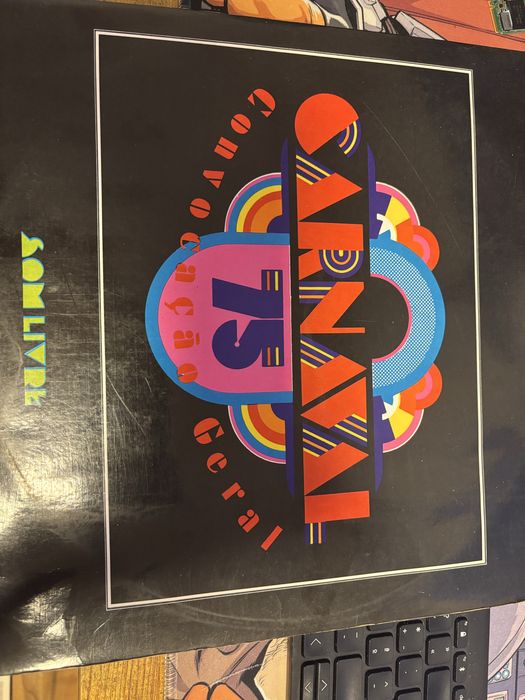 CARNAVAL
75
Convocação Geral
SOM LIVRE